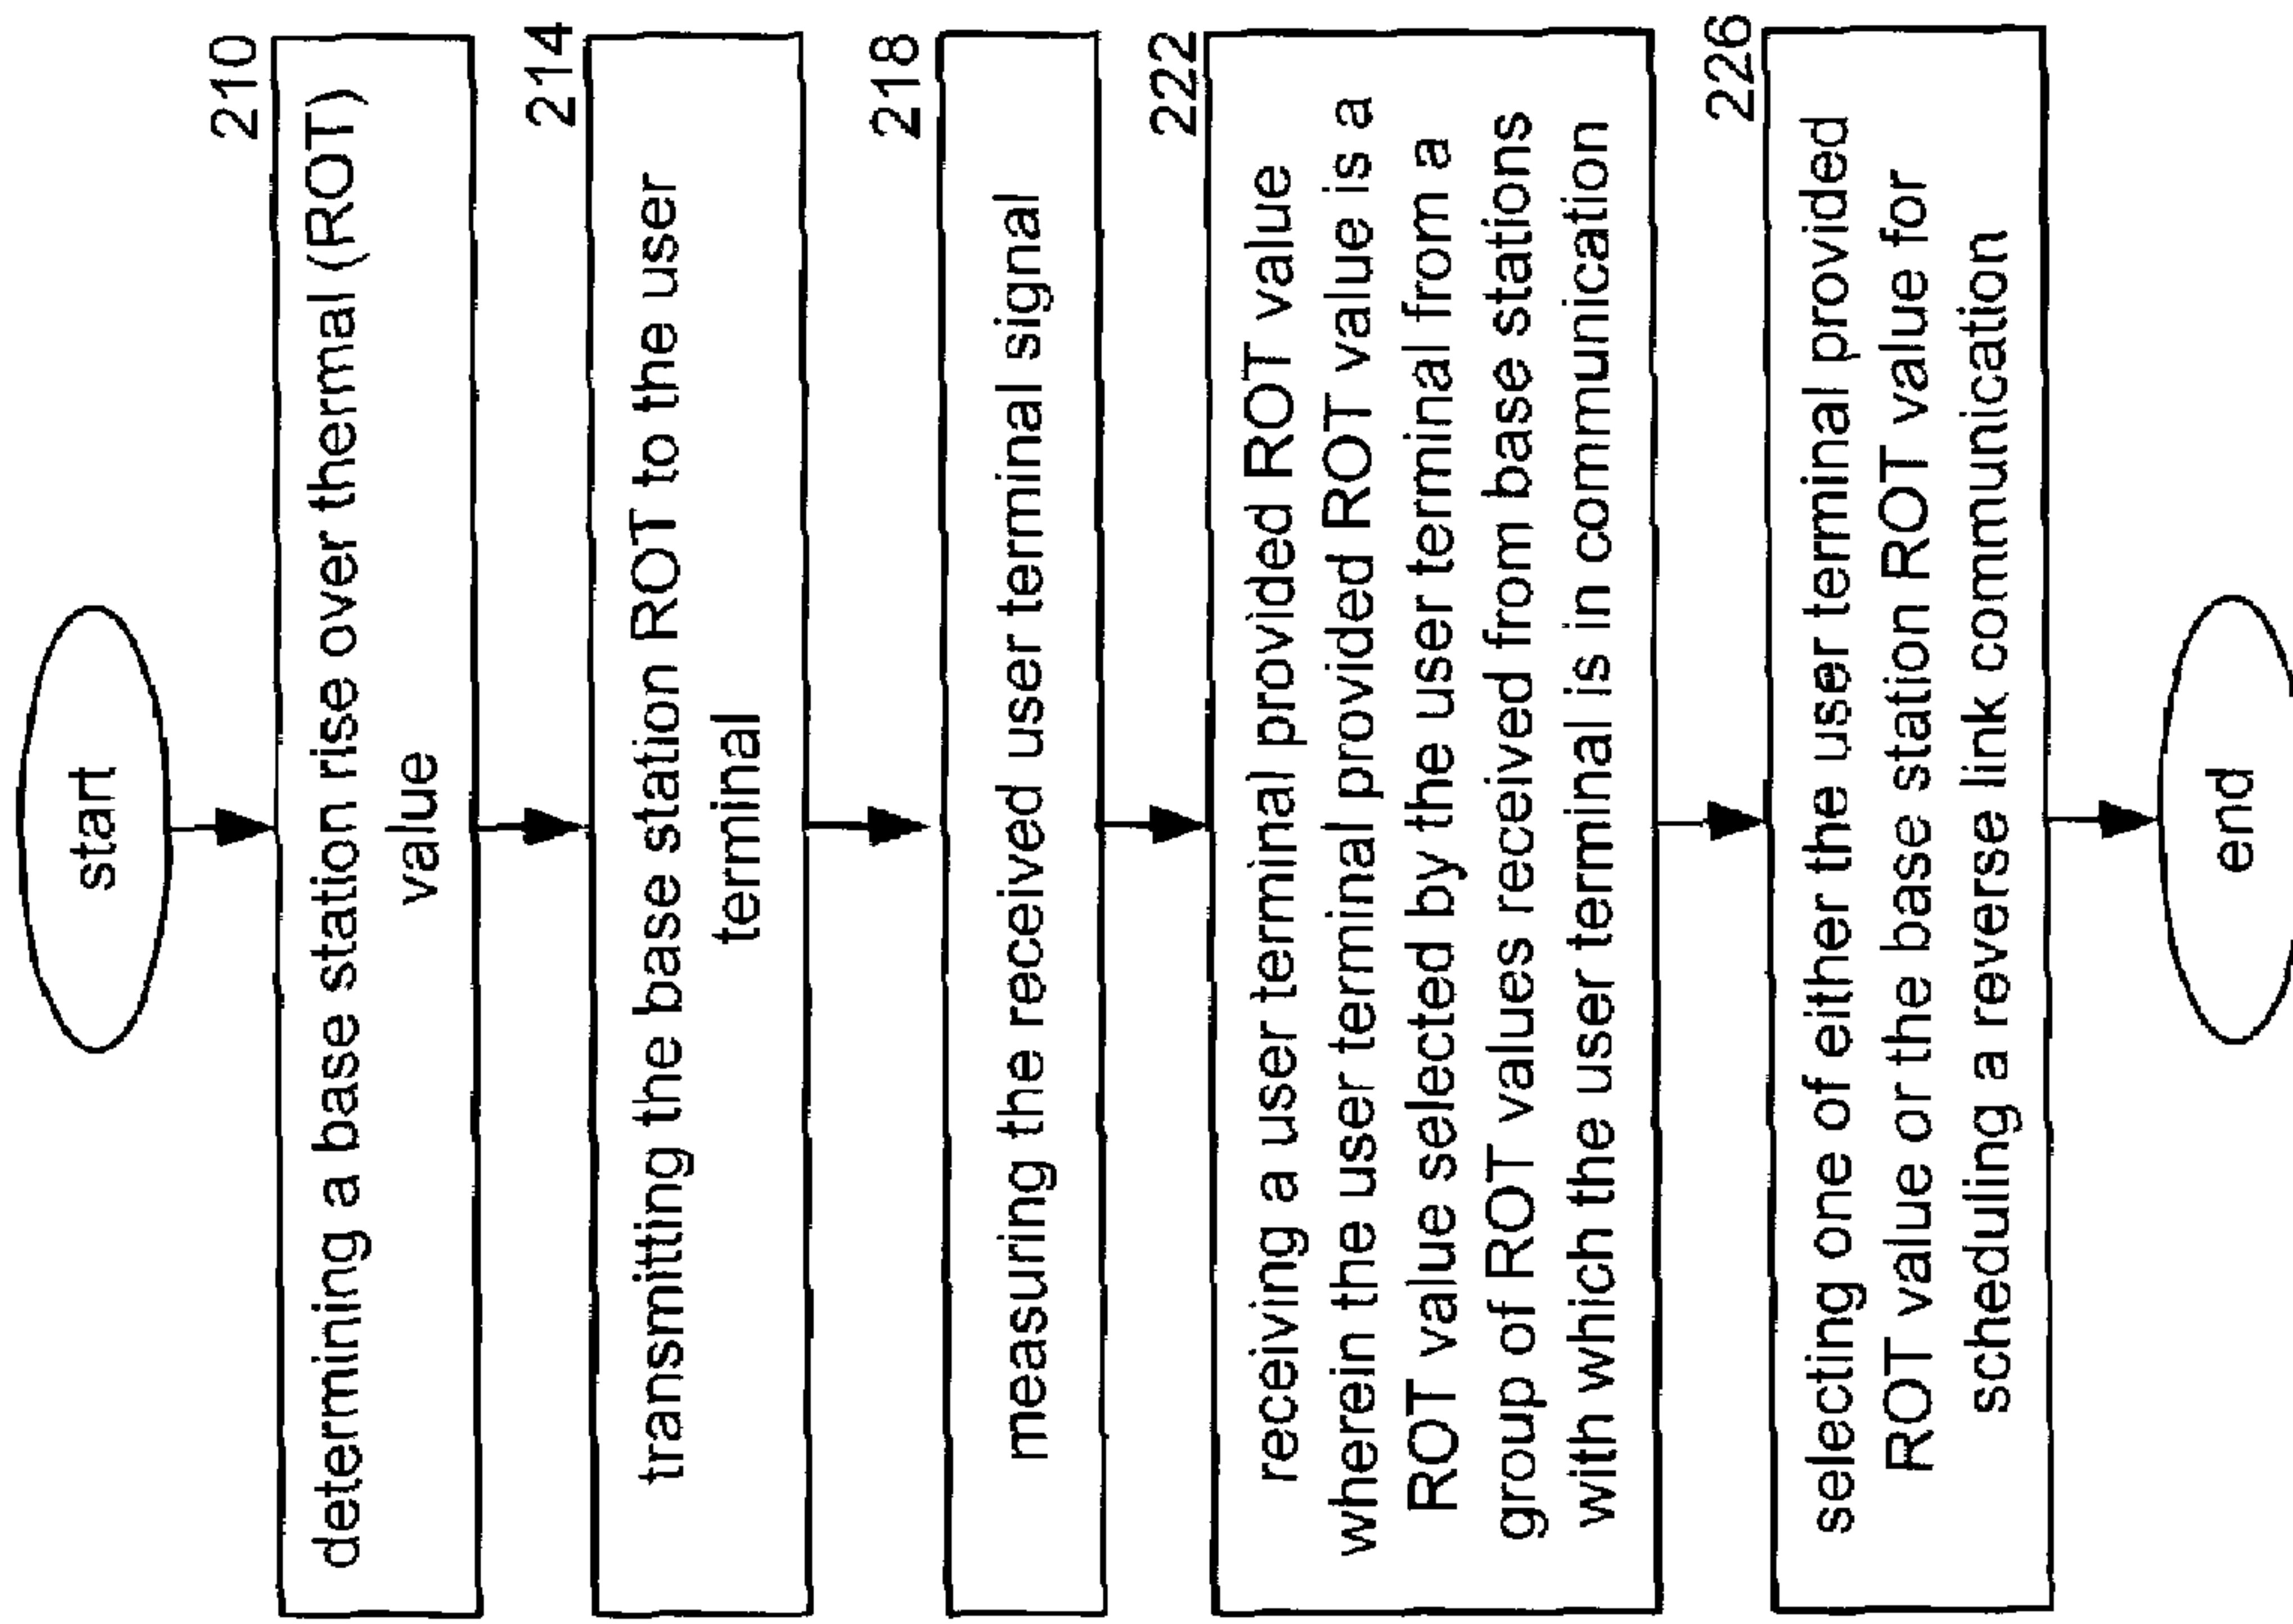 start
210
determining a base station rise over thermal (ROT)
value
214
transmitting the base station ROT to the user
terminal
218
measuring the received user terminal signal
222
receiving a user terminal provided ROT value
wherein the user terminal provided ROT value is a
ROT value selected by the user terminal from a
group of ROT values received from base stations
with which the user terminal is in communication
226
selecting one of either the user terminal provided
ROT value or the base station ROT value for
scheduling a reverse link communication
end